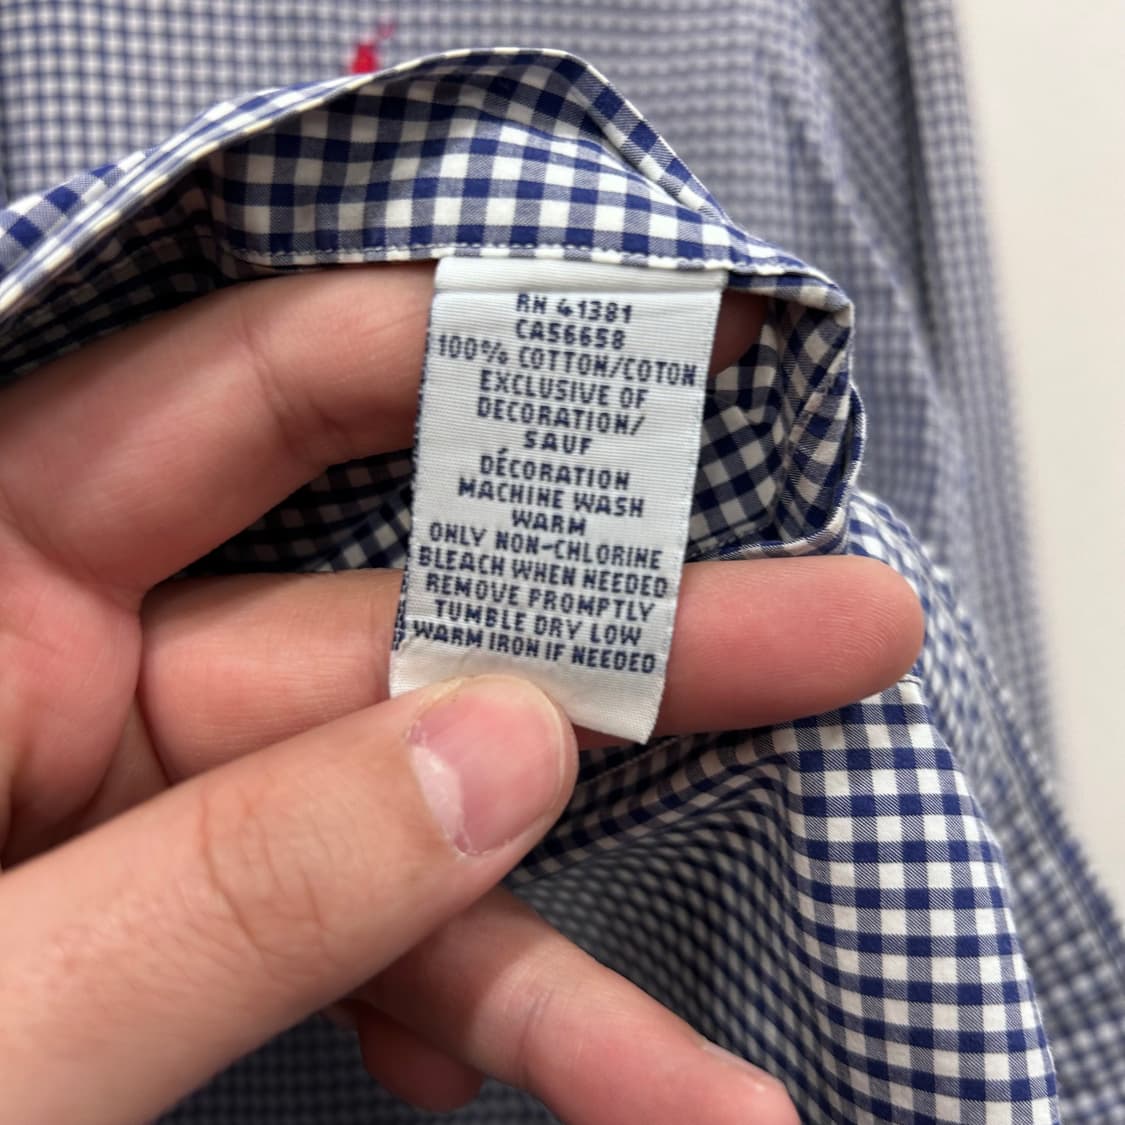 RN 41381
CA56658
100% COTTON/COTON
EXCLUSIVE OF
DECORATION/
SAUF
DÉCORATION
MACHINE WASH
WARM
ONLY NON-CHLORINE
BLEACH WHEN NEEDED
REMOVE PROMPTLY
TUMBLE DRY LOW
WARM IRON IF NEEDED